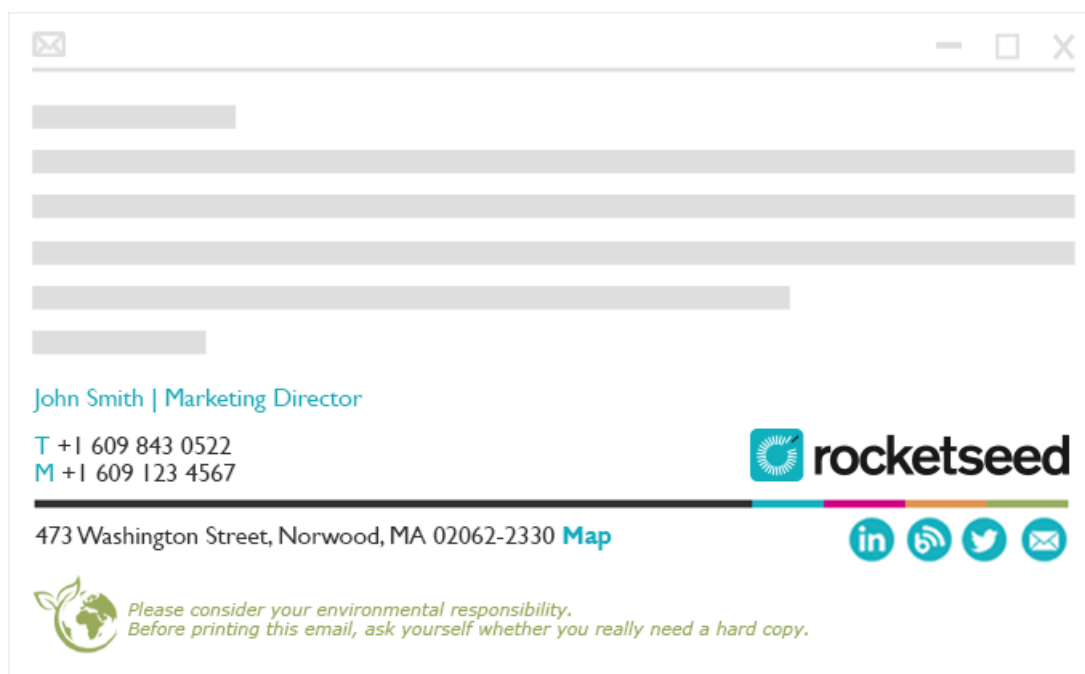 John Smith | Marketing Director
T +1 609 843 0522
M +1 609 123 4567
rocketseed
473 Washington Street, Norwood, MA 02062-2330 Map
in
Please consider your environmental responsibility.
Before printing this email, ask yourself whether you really need a hard copy.